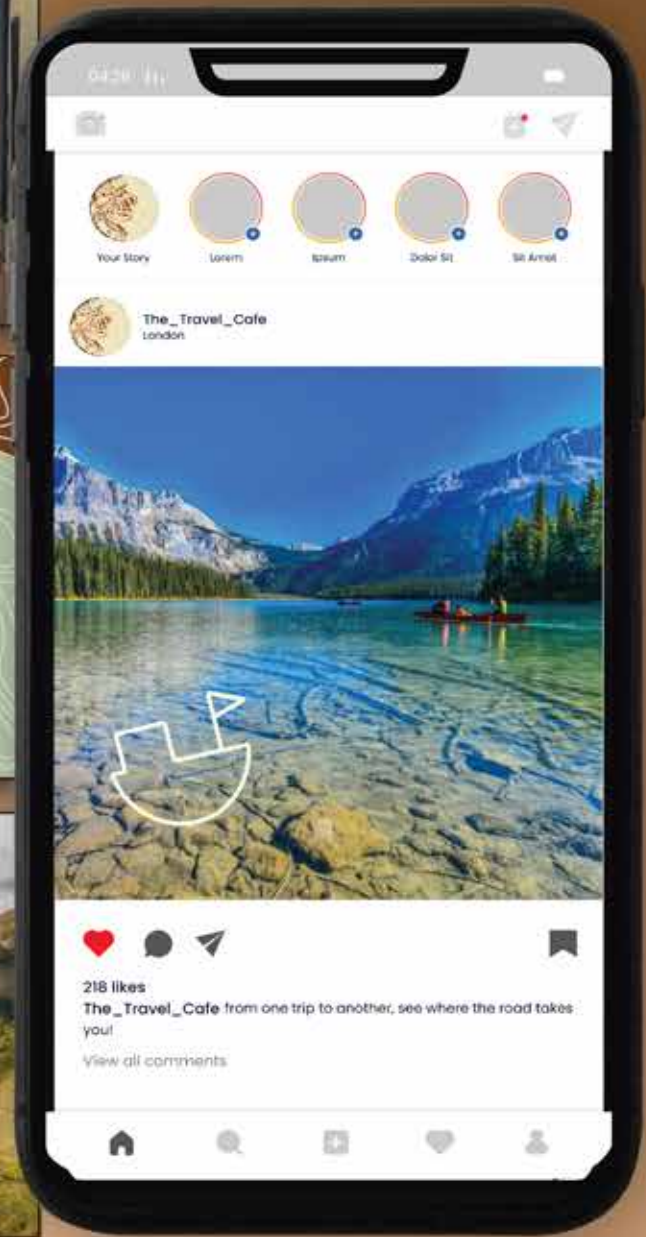 0426
Your Story
Lorem
Ipsum
Dolor Sit
Sit Amet
The_Travel_Cafe
London
218 likes
The_Travel_Cafe from one trip to another, see where the road takes
you!
View all comments